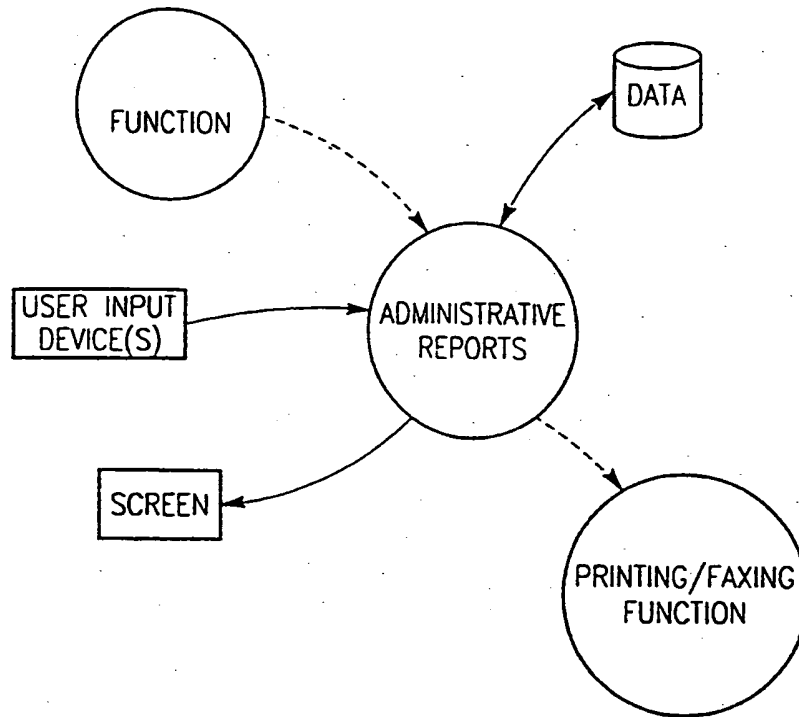 FUNCTION
DATA
USER INPUT
DEVICE(S)
ADMINISTRATIVE
REPORTS
SCREEN
PRINTING/FAXING
FUNCTION